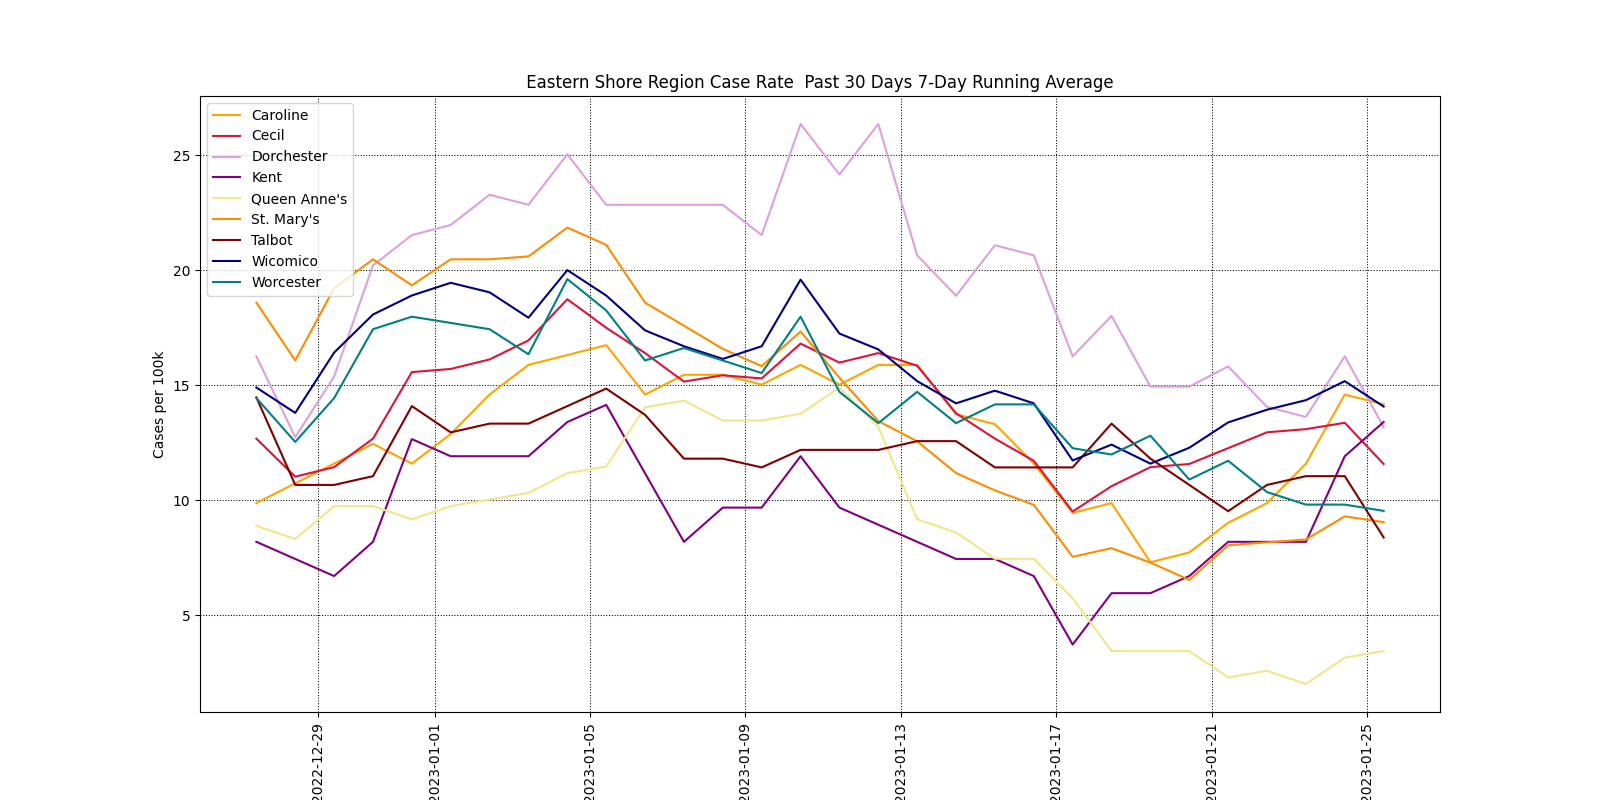 Eastern Shore Region Case Rate  Past 30 Days 7-Day Running Average
Caroline
Cecil
Dorchester
Kent
Queen Anne's
St. Mary's
Talbot
Wicomico
Worcester
Cases per 100k
25
20
15
10
5
2022-12-29
2023-01-01
2023-01-05
2023-01-09
2023-01-13
2023-01-17
2023-01-21
2023-01-25